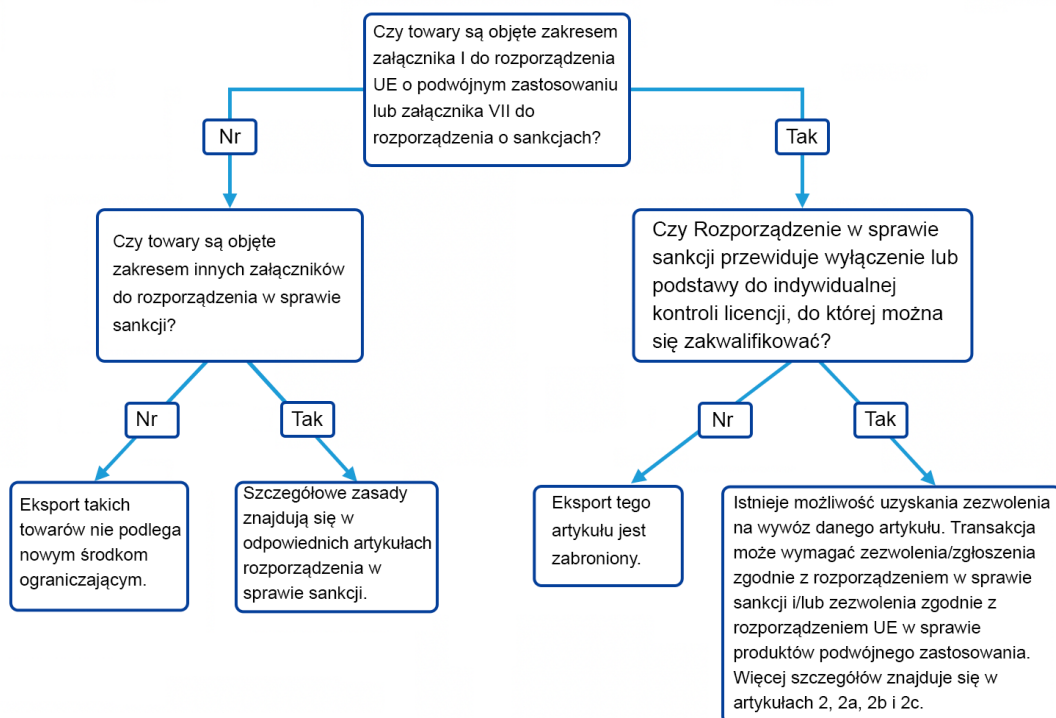 Czy towary są objęte zakresem
załącznika I do rozporządzenia
UE o podwójnym zastosowaniu
lub załącznika VII do
rozporządzenia o sankcjach?
Nr
Tak
Czy towary są objęte
zakresem innych załączników
do rozporządzenia w sprawie
sankcji?
Czy Rozporządzenie w sprawie
sankcji przewiduje wyłączenie lub
podstawy do indywidualnej
kontroli licencji, do której można
się zakwalifikować?
Nr
Tak
Nr
Tak
Eksport takich
towarów nie podlega
nowym środkom
ograniczającym.
Szczegółowe zasady
znajdują się w
odpowiednich artykułach
rozporządzenia w
sprawie sankcji.
Eksport tego
artykułu jest
zabroniony.
Istnieje możliwość uzyskania zezwolenia
na wywóz danego artykułu. Transakcja
może wymagać zezwolenia/zgłoszenia
zgodnie z rozporządzeniem w sprawie
sankcji i/lub zezwolenia zgodnie z
rozporządzeniem UE w sprawie
produktów podwójnego zastosowania.
Więcej szczegółów znajduje się w
artykułach 2, 2a, 2b i 2c.